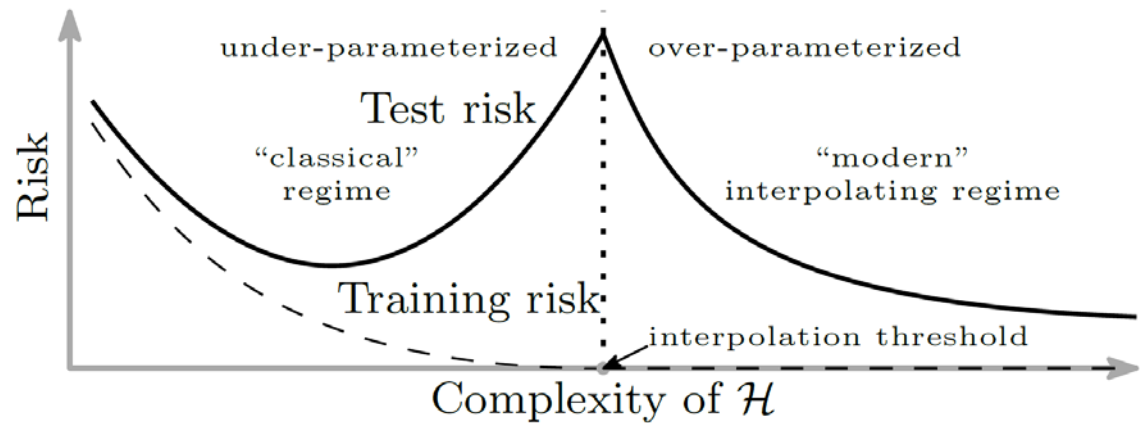 under-parameterized
over-parameterized
Test risk
“classical”
regime
“modern”
interpolating regime
Risk
Training risk
interpolation threshold
Complexity of ℋ